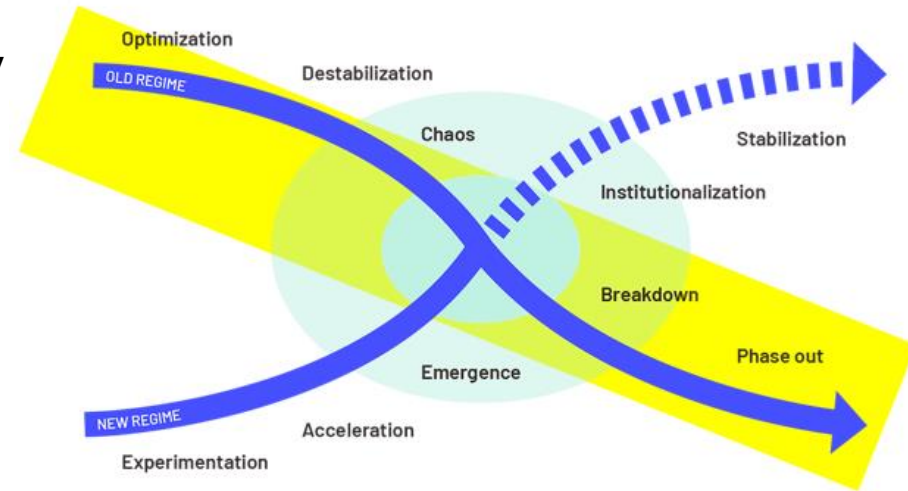 Optimization
OLD REGIME
Destabilization
Chaos
Stabilization
Institutionalization
Breakdown
Phase out
Emergence
NEW REGIME
Acceleration
Experimentation